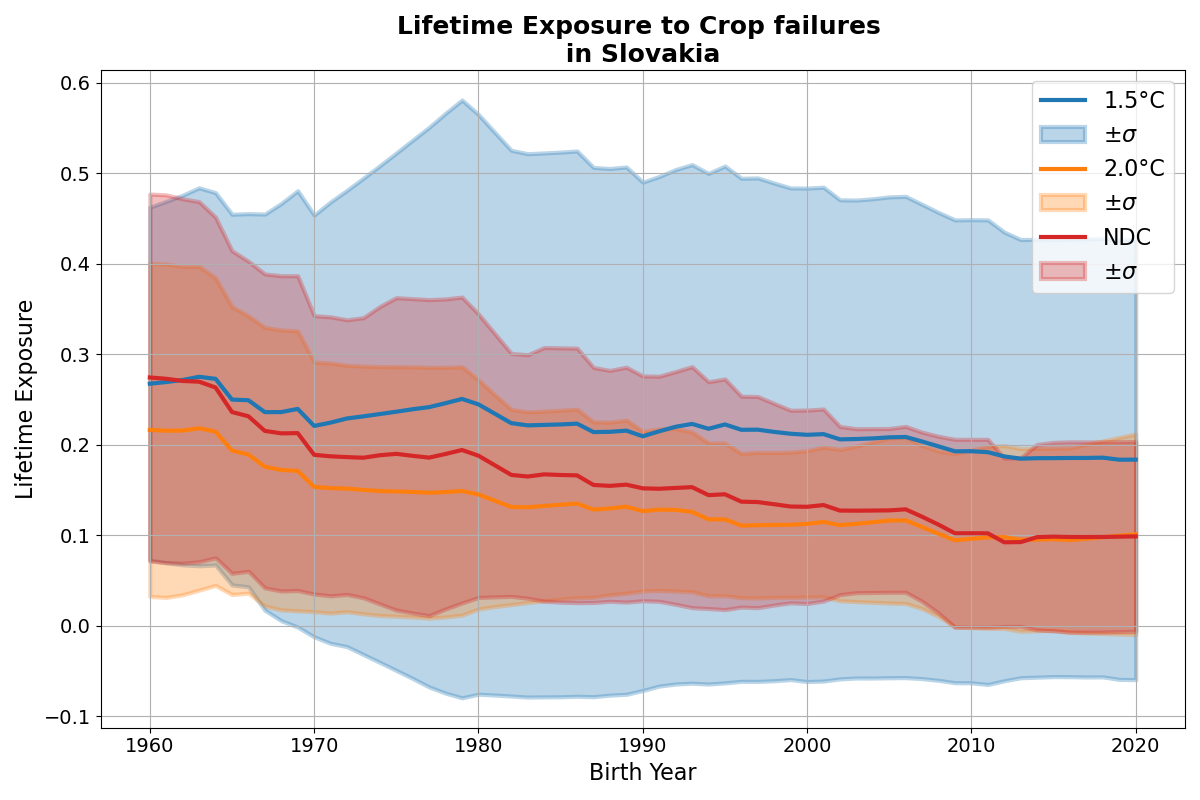 Lifetime Exposure to Crop failures
in Slovakia
Lifetime Exposure
0.6
0.5
0.4
0.3
0.2
0.1
0.0
−0.1
1.5°C
±σ
2.0°C
±σ
NDC
±σ
1960 1970 1980 1990 2000 2010 2020
Birth Year